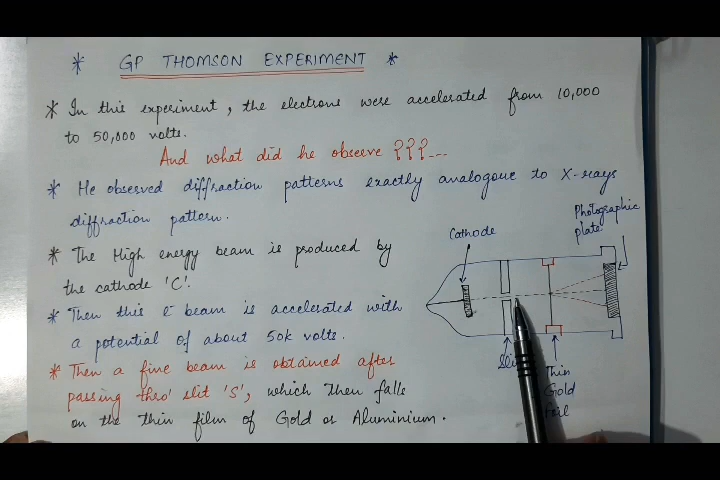 * GP THOMSON EXPERIMENT *
* In this experiment, the electrons were accelerated from 10,000
to 50,000 volts.
And what did he observe ???...
* He observed diffraction patterns exactly analogoue to X-rays
diffraction pattern.
* The High energy beam is produced by
the cathode 'C'.
* Then this e⁻ beam is accelerated with
a potential of about 50k volts.
* Then a fine beam is obtained after
passing thro' slit 'S', which then falls
on the thin film of Gold or Aluminium.
Cathode
Photographic
plate
Thin
Gold
foil